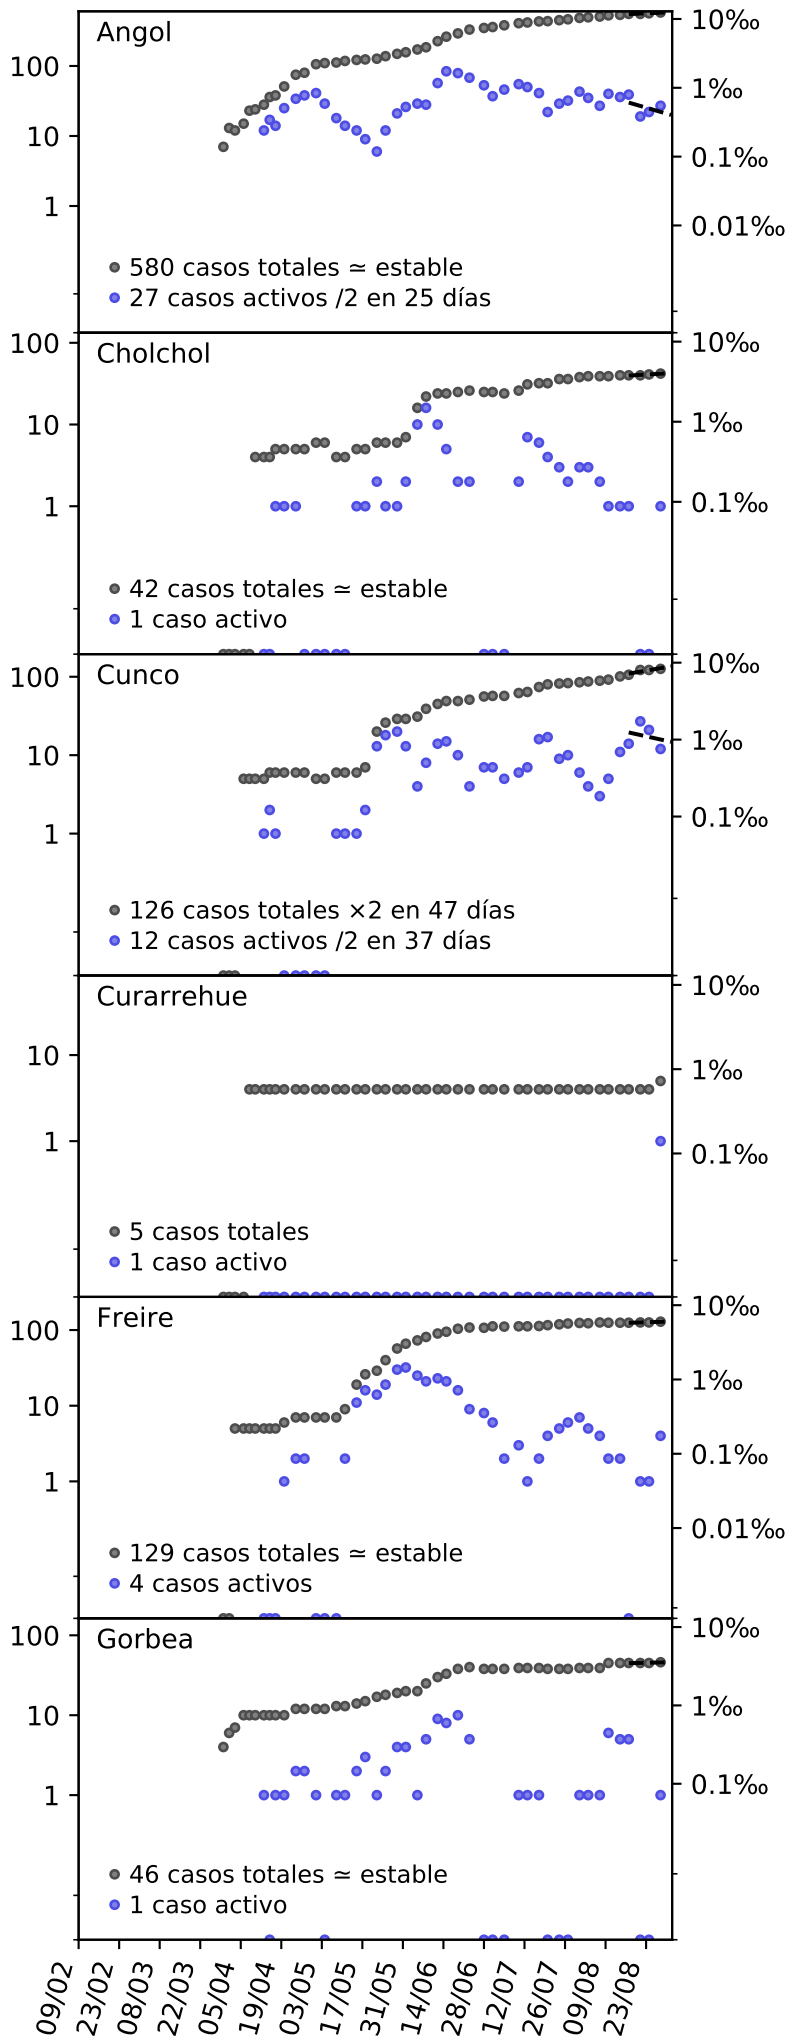 Angol
100
10
1
10‰
1‰
0.1‰
0.01‰
580 casos totales ≃ estable
27 casos activos /2 en 25 días
Cholchol
100
10
1
10‰
1‰
0.1‰
42 casos totales ≃ estable
1 caso activo
Cunco
100
10
1
10‰
1‰
0.1‰
126 casos totales ×2 en 47 días
12 casos activos /2 en 37 días
Curarrehue
10
1
10‰
1‰
0.1‰
5 casos totales
1 caso activo
Freire
100
10
1
10‰
1‰
0.1‰
0.01‰
129 casos totales ≃ estable
4 casos activos
Gorbea
100
10
1
10‰
1‰
0.1‰
46 casos totales ≃ estable
1 caso activo
09/02
23/02
08/03
22/03
05/04
19/04
03/05
17/05
31/05
14/06
28/06
12/07
26/07
09/08
23/08